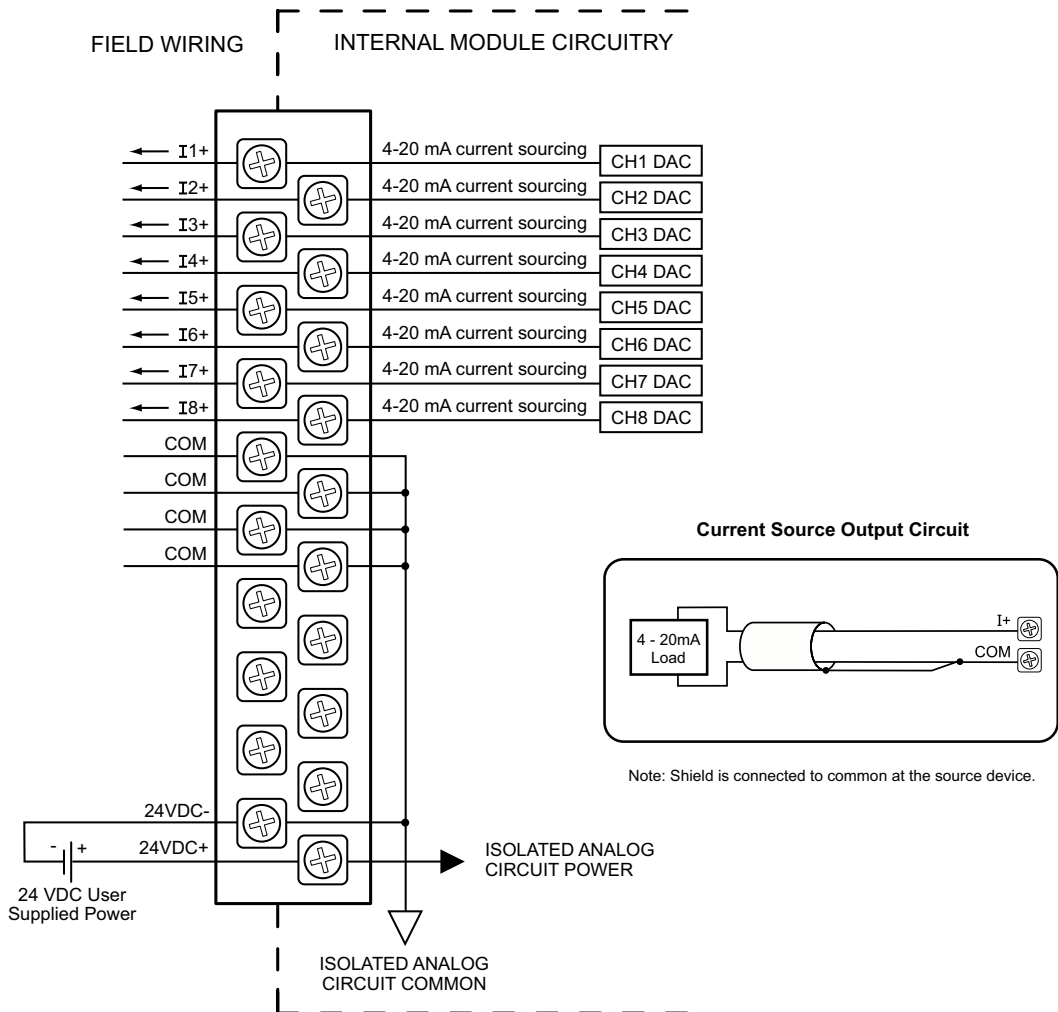 FIELD WIRING
INTERNAL MODULE CIRCUITRY
I1+
4-20 mA current sourcing
CH1 DAC
I2+
4-20 mA current sourcing
CH2 DAC
I3+
4-20 mA current sourcing
CH3 DAC
I4+
4-20 mA current sourcing
CH4 DAC
I5+
4-20 mA current sourcing
CH5 DAC
I6+
4-20 mA current sourcing
CH6 DAC
I7+
4-20 mA current sourcing
CH7 DAC
I8+
4-20 mA current sourcing
CH8 DAC
COM
COM
COM
COM
Current Source Output Circuit
4 - 20mA
Load
I+
COM
Note: Shield is connected to common at the source device.
24VDC-
- +
24VDC+
24 VDC User
Supplied Power
ISOLATED ANALOG
CIRCUIT POWER
ISOLATED ANALOG
CIRCUIT COMMON